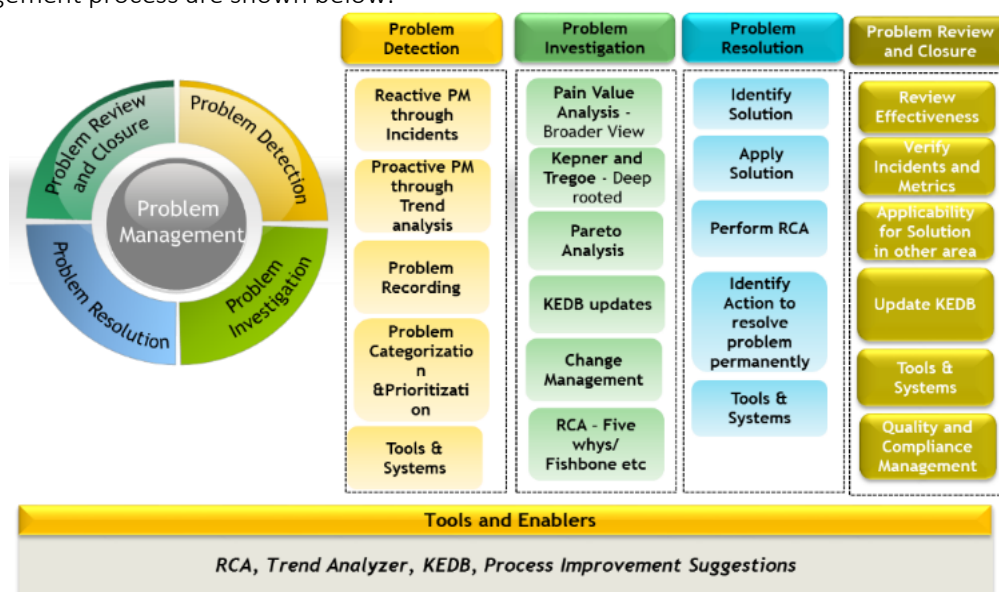 gement process are shown below:
Problem Review
and Closure
Problem Detection
Problem
Management
Problem Resolution
Problem
Investigation
Problem
Detection
Reactive PM
through
Incidents
Proactive PM
through
Trend
analysis
Problem
Recording
Problem
Categorizatio
n
&Prioritizati
on
Tools &
Systems
Problem
Investigation
Pain Value
Analysis -
Broader View
Kepner and
Tregoe - Deep
rooted
Pareto
Analysis
KEDB updates
Change
Management
RCA - Five
whys/
Fishbone etc
Problem
Resolution
Identify
Solution
Apply
Solution
Perform RCA
Identify
Action to
resolve
problem
permanently
Tools &
Systems
Problem Review
and Closure
Review
Effectiveness
Verify
Incidents and
Metrics
Applicability
for Solution
in other area
Update KEDB
Tools &
Systems
Quality and
Compliance
Management
Tools and Enablers
RCA, Trend Analyzer, KEDB, Process Improvement Suggestions